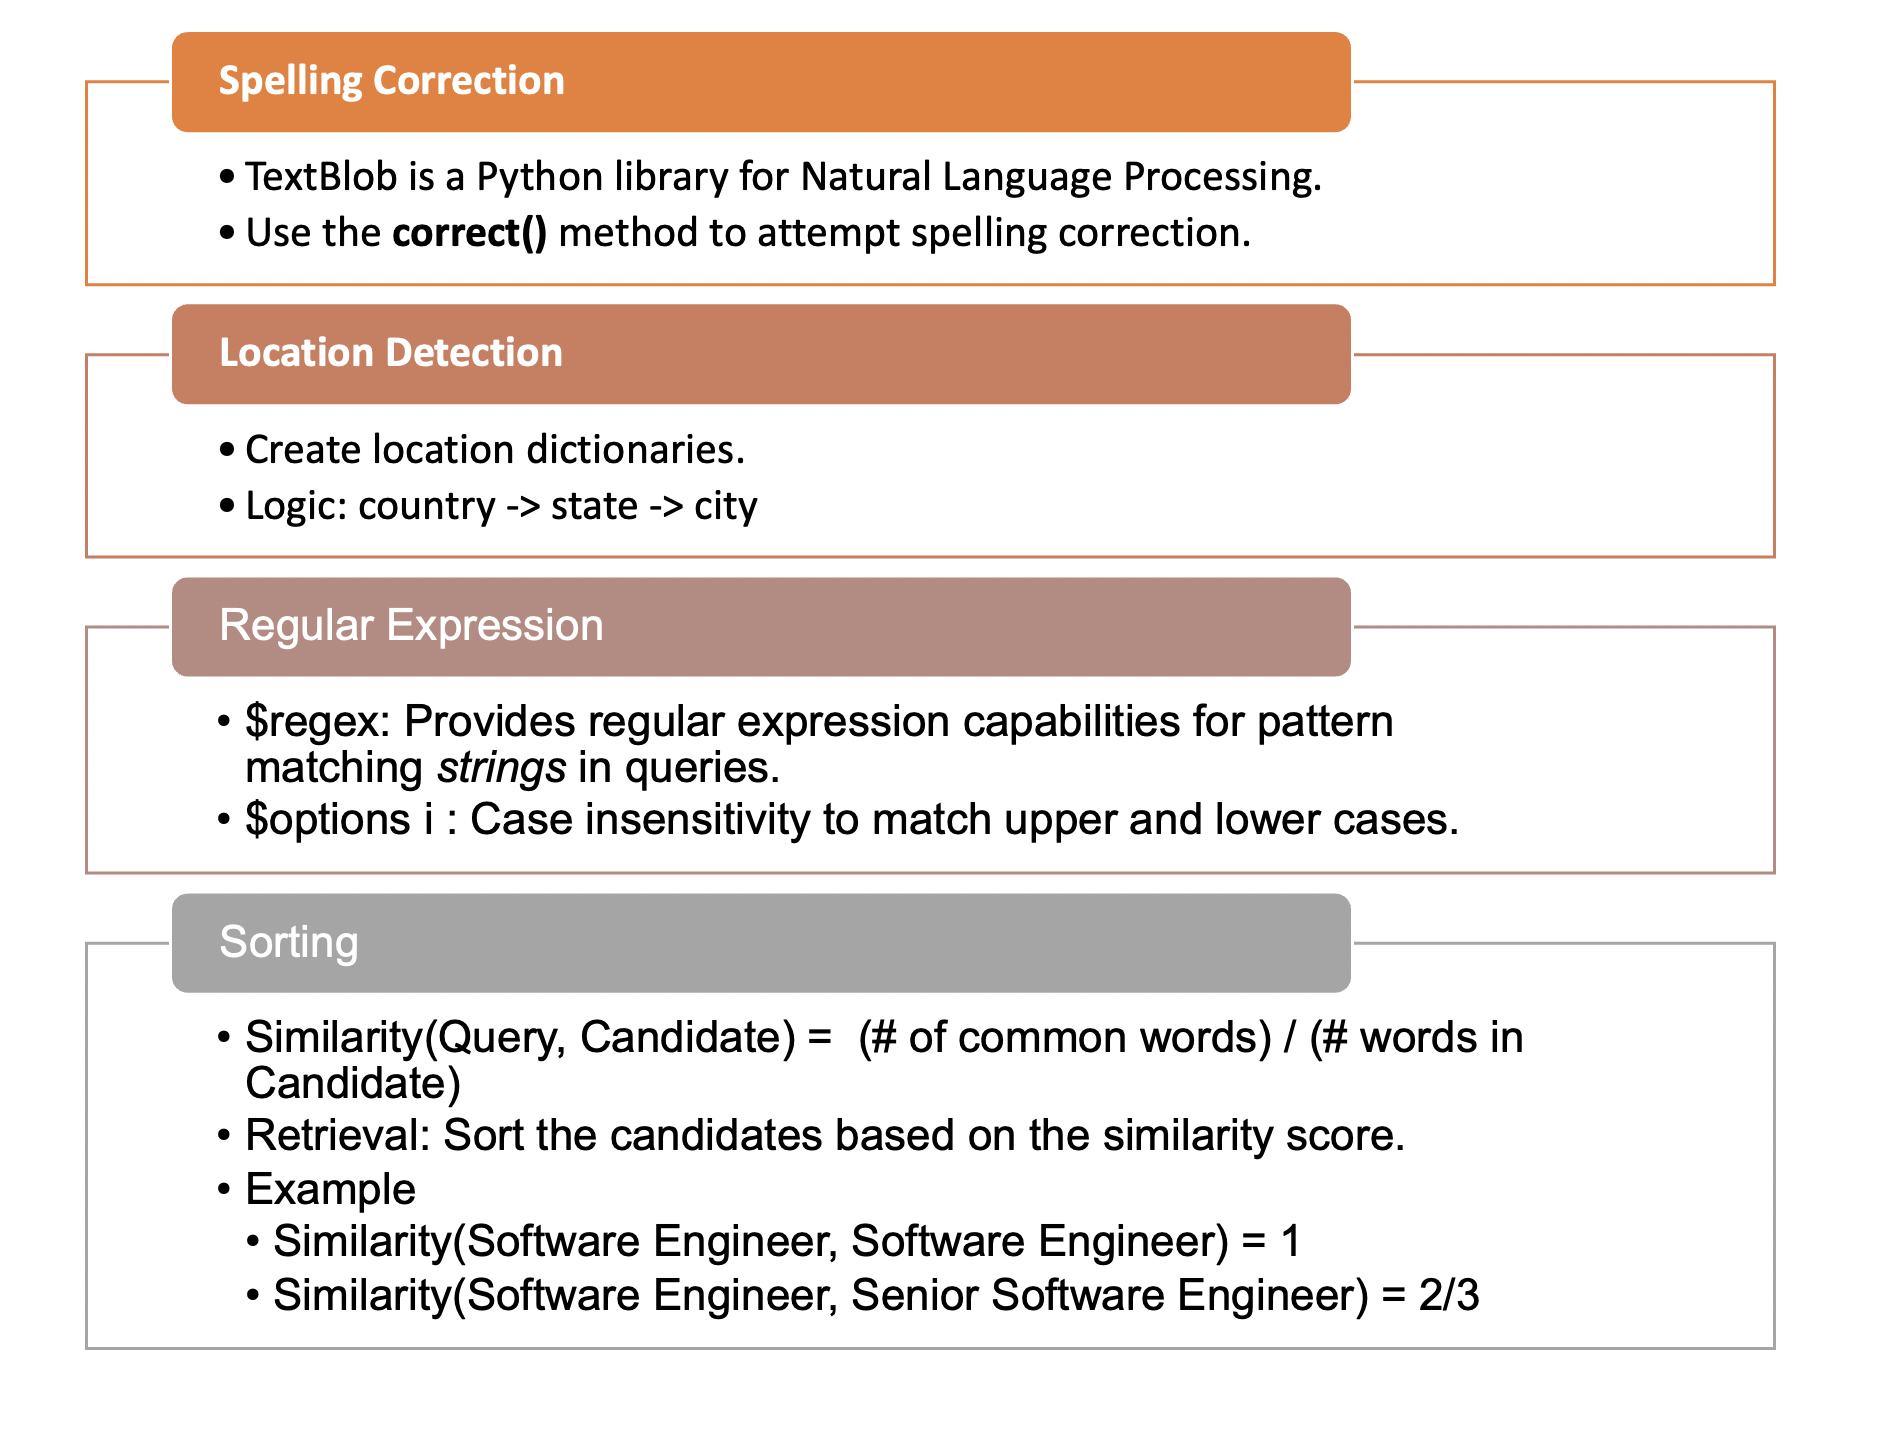 Spelling Correction
• TextBlob is a Python library for Natural Language Processing.
• Use the correct() method to attempt spelling correction.
Location Detection
• Create location dictionaries.
• Logic: country -> state -> city
Regular Expression
• $regex: Provides regular expression capabilities for pattern
matching strings in queries.
• $options i : Case insensitivity to match upper and lower cases.
Sorting
• Similarity(Query, Candidate) =  (# of common words) / (# words in
Candidate)
• Retrieval: Sort the candidates based on the similarity score.
• Example
• Similarity(Software Engineer, Software Engineer) = 1
• Similarity(Software Engineer, Senior Software Engineer) = 2/3